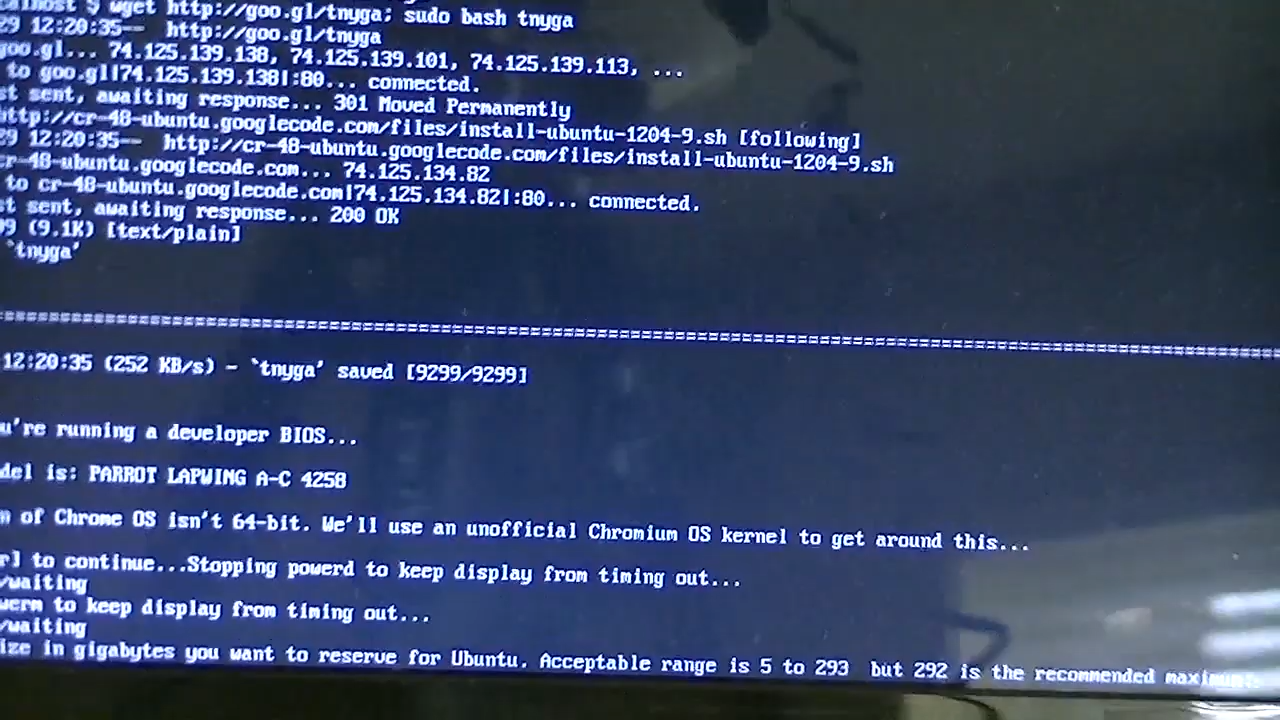 $ wget http://goo.gl/tnyga; sudo bash tnyga
29 12:20:35-- http://goo.gl/tnyga
goo.gl... 74.125.139.138, 74.125.139.101, 74.125.139.113, ...
to goo.gl|74.125.139.138|:80... connected.
st sent, awaiting response... 301 Moved Permanently
http://cr-48-ubuntu.googlecode.com/files/install-ubuntu-1204-9.sh [following]
29 12:20:35-- http://cr-48-ubuntu.googlecode.com/files/install-ubuntu-1204-9.sh
cr-48-ubuntu.googlecode.com... 74.125.134.82
to cr-48-ubuntu.googlecode.com|74.125.134.82|:80... connected.
st sent, awaiting response... 200 OK
99 (9.1K) [text/plain]
`tnyga'
12:20:35 (252 KB/s) - `tnyga' saved [9299/9299]
u're running a developer BIOS...
del is: PARROT LAPWING A-C 4258
n of Chrome OS isn't 64-bit. We'll use an unofficial Chromium OS kernel to get around this...
r] to continue...Stopping powerd to keep display from timing out...
/waiting
werm to keep display from timing out...
/waiting
ize in gigabytes you want to reserve for Ubuntu. Acceptable range is 5 to 293 but 292 is the recommended maximum.